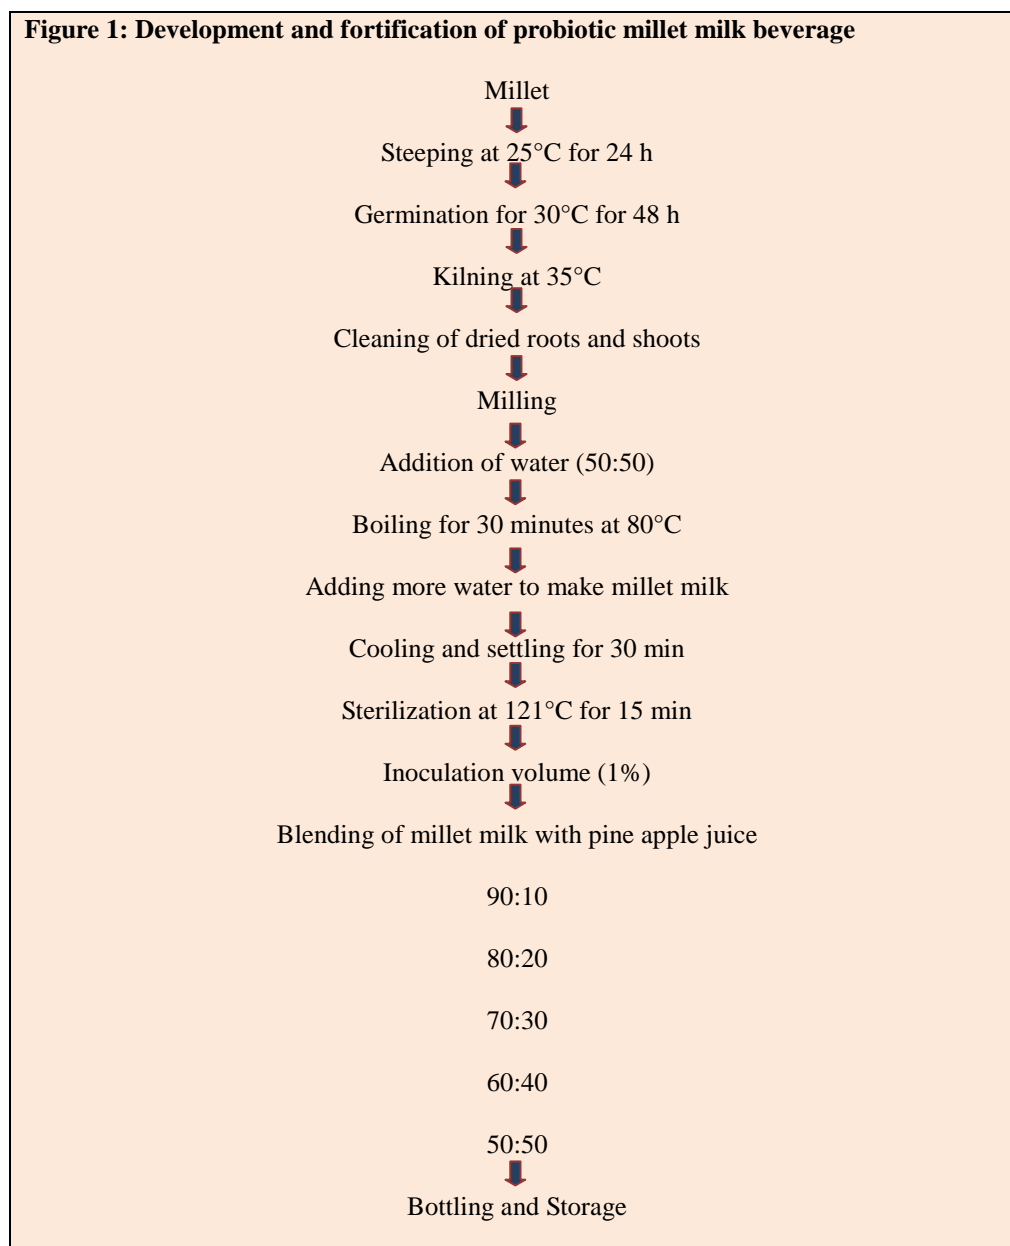 Figure 1: Development and fortification of probiotic millet milk beverage
Millet
Steeping at 25°C for 24 h
Germination for 30°C for 48 h
Kilning at 35°C
Cleaning of dried roots and shoots
Milling
Addition of water (50:50)
Boiling for 30 minutes at 80°C
Adding more water to make millet milk
Cooling and settling for 30 min
Sterilization at 121°C for 15 min
Inoculation volume (1%)
Blending of millet milk with pine apple juice
90:10
80:20
70:30
60:40
50:50
Bottling and Storage